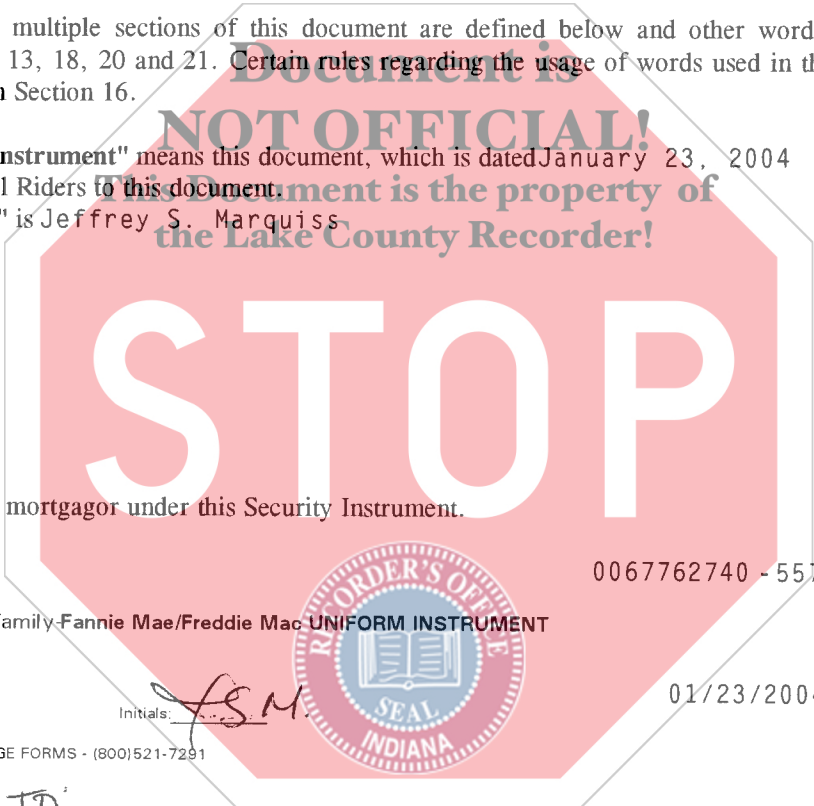 multiple sections of this document are defined below and other word
13, 18, 20 and 21. Certain rules regarding the usage of words used in th
Document is
n Section 16.
NOT OFFICIAL!
nstrument" means this document, which is dated January 23, 2004
l Riders to this document.
This Document is the property of
" is Jeffrey S. Marquiss
the Lake County Recorder!
STOP
mortgagor under this Security Instrument.
0067762740 - 557
amily-Fannie Mae/Freddie Mac UNIFORM INSTRUMENT
RECORDER'S OFFICE
SEAL
INDIANA
Initials: JSM.
01/23/2004
GE FORMS - (800)521-7291